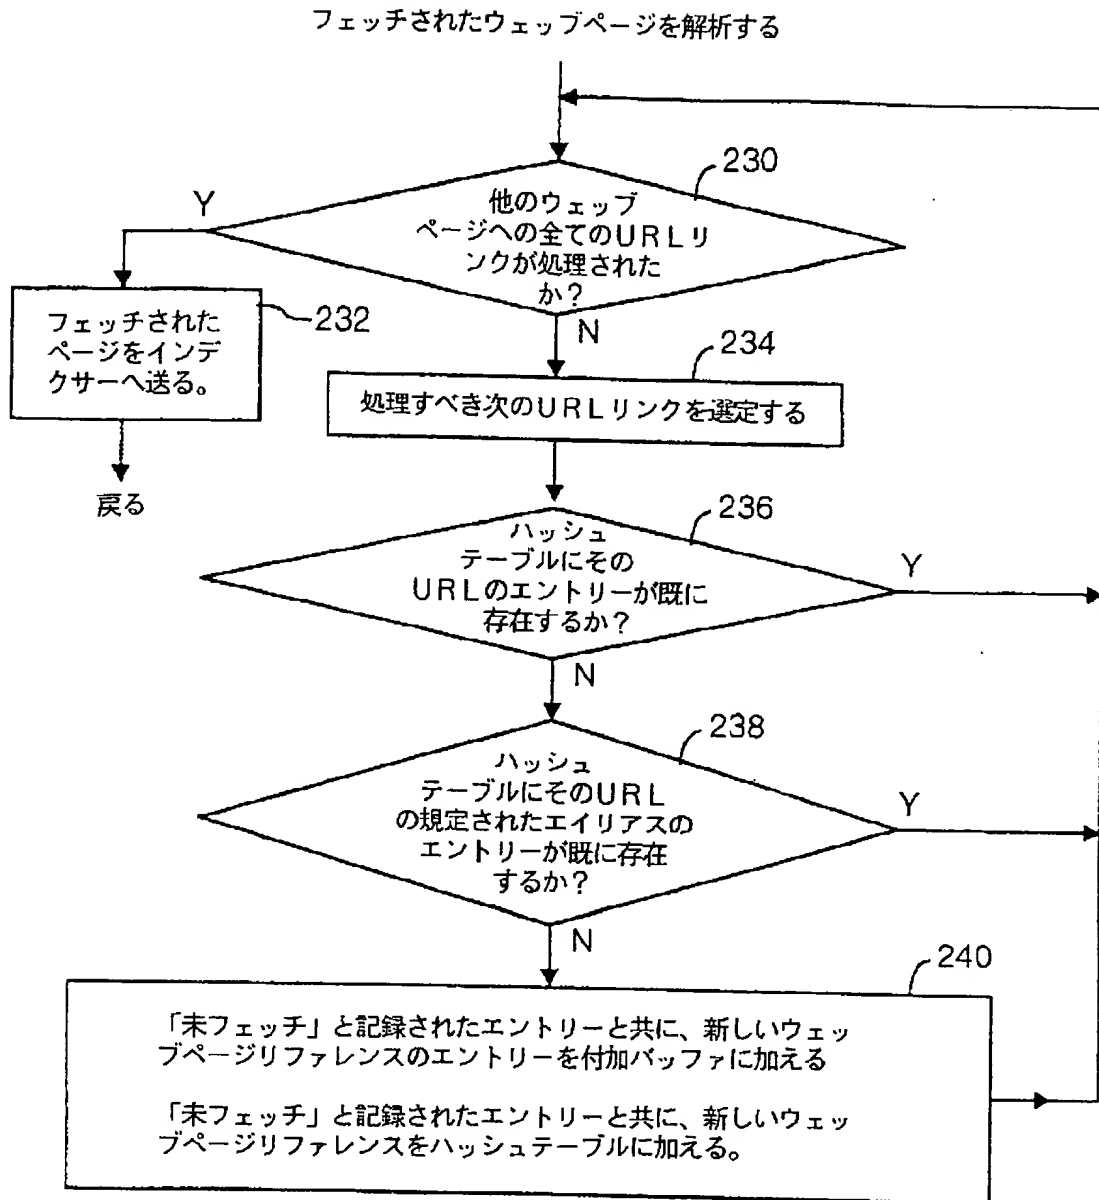 フェッチされたウェッブページを解析する
230
Y
他のウェッブ
ページへの全てのURLリ
ンクが処理された
か?
N
232
フェッチされた
ページをインデ
クサーへ送る。
戻る
234
処理すべき次のURLリンクを選定する
236
ハッシュ
テーブルにその
URLのエントリーが既に
存在するか?
Y
N
238
ハッシュ
テーブルにそのURL
の規定されたエイリアスの
エントリーが既に存在
するか?
Y
N
240
「未フェッチ」と記録されたエントリーと共に、新しいウェッ
ブページリファレンスのエントリーを付加バッファに加える
「未フェッチ」と記録されたエントリーと共に、新しいウェッ
ブページリファレンスをハッシュテーブルに加える。